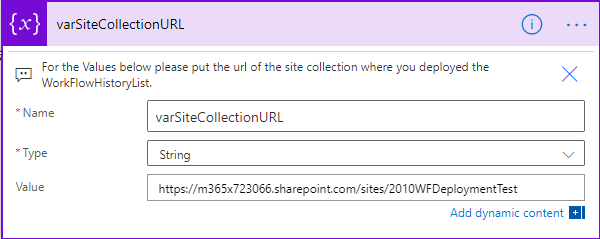 {x} varSiteCollectionURL
For the Values below please put the url of the site collection where you deployed the
WorkFlowHistoryList.
* Name varSiteCollectionURL
* Type String
Value https://m365x723066.sharepoint.com/sites/2010WFDeploymentTest
Add dynamic content